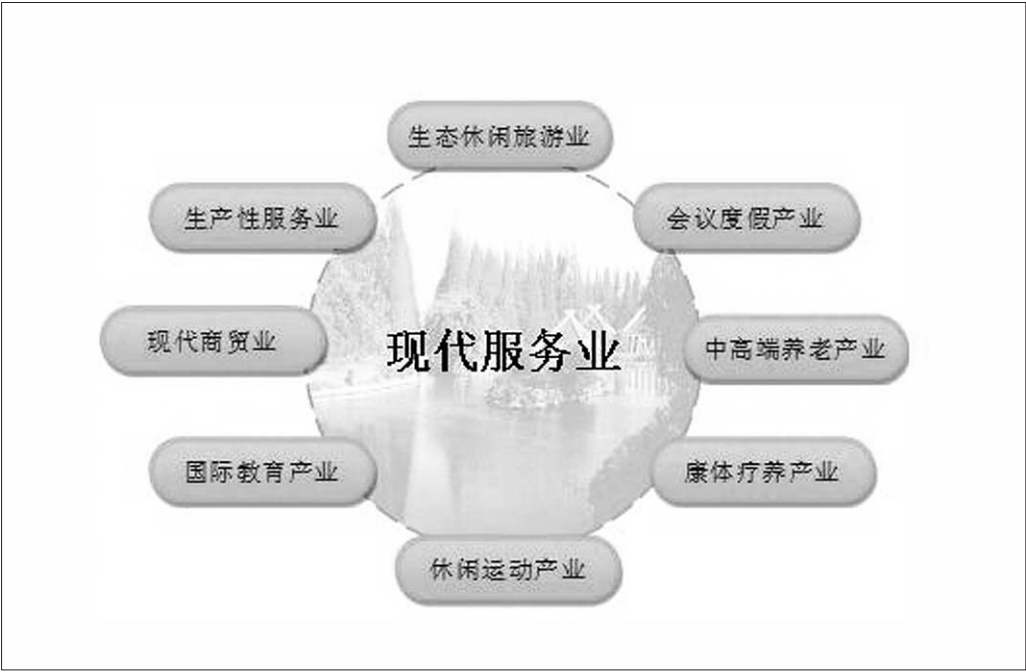 生态休闲旅游业
生产性服务业
会议度假产业
现代商贸业
现代服务业
中高端养老产业
国际教育产业
康体疗养产业
休闲运动产业